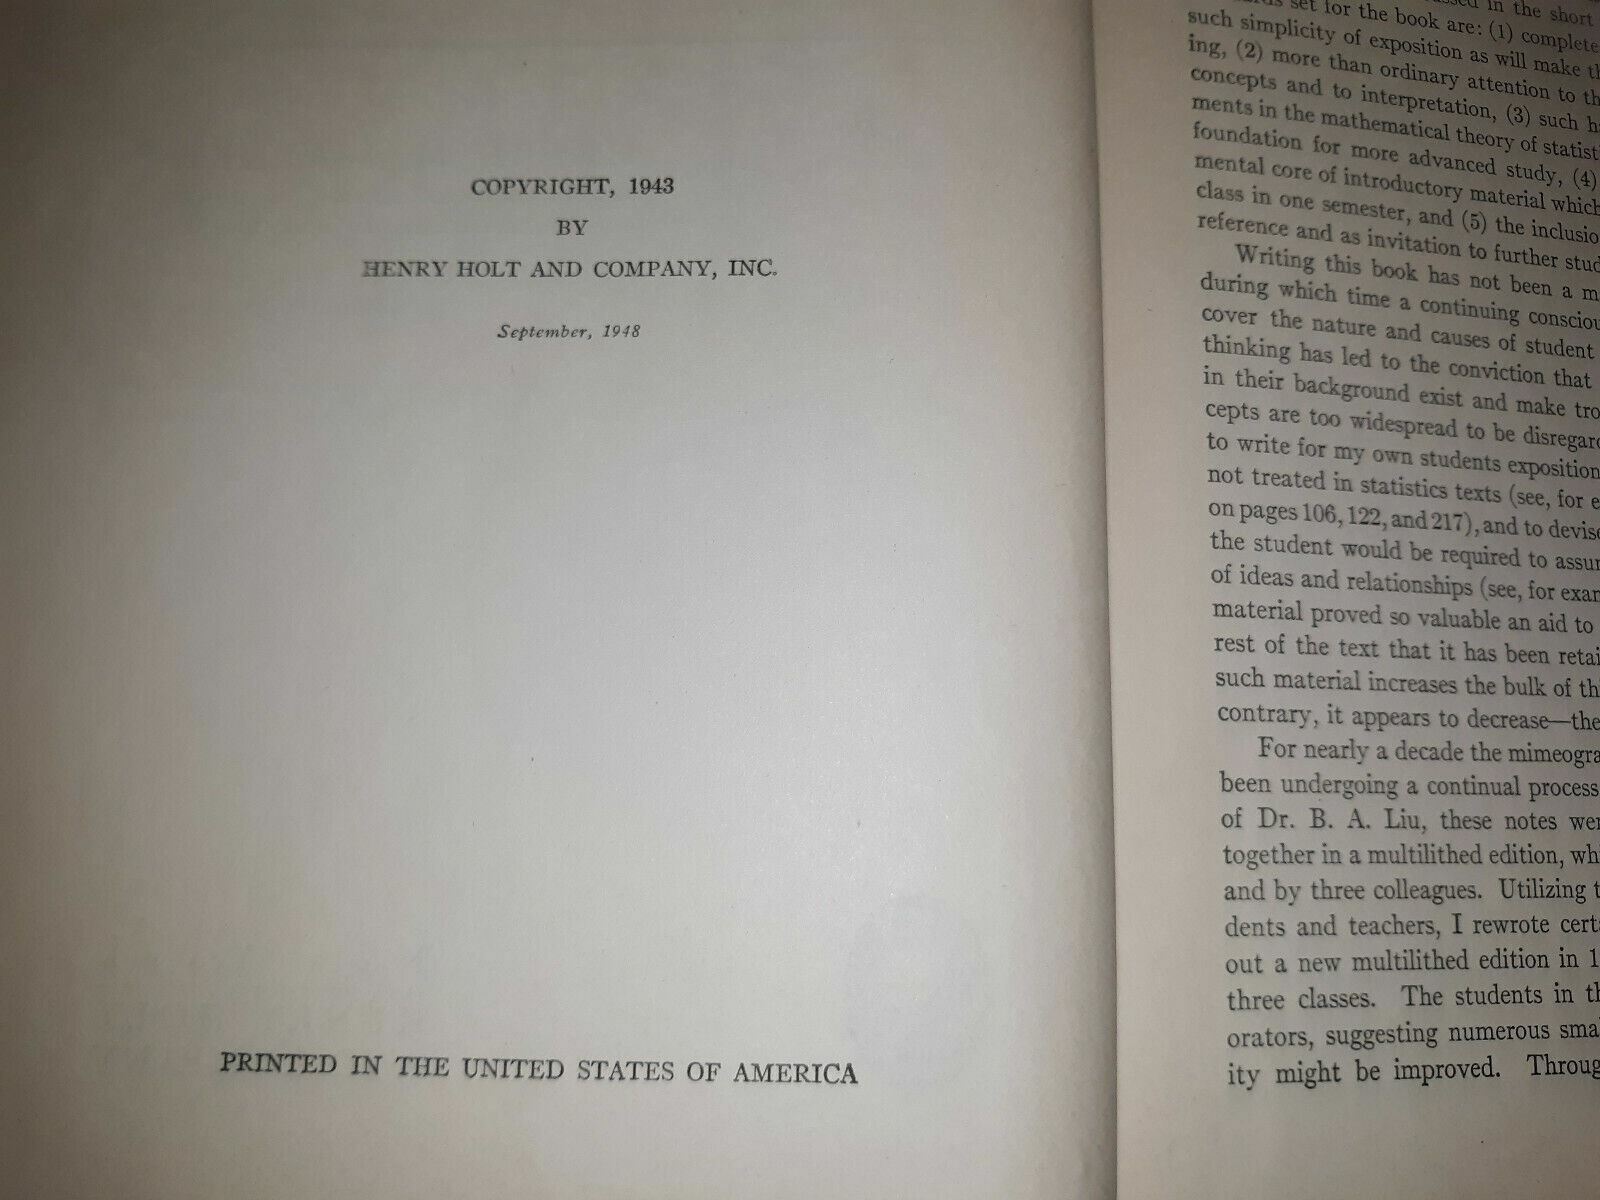 COPYRIGHT, 1943
BY
HENRY HOLT AND COMPANY, INC.
September, 1948
PRINTED IN THE UNITED STATES OF AMERICA
in the short
set for the book are: (1) complete
such simplicity of exposition as will make
ing, (2) more than ordinary attention to
concepts and to interpretation, (3) such
ments in the mathematical theory of
foundation for more advanced study, (4)
mental core of introductory material which
class in one semester, and (5) the
reference and as invitation to further
Writing this book has not been a
during which time a continuing
cover the nature and causes of student
thinking has led to the conviction that
in their background exist and make
cepts are too widespread to be
to write for my own students
not treated in statistics texts (see, for
on pages 106, 122, and 217), and to
the student would be required to
of ideas and relationships (see, for
material proved so valuable an aid to
rest of the text that it has been
such material increases the bulk of
contrary, it appears to decrease—
For nearly a decade the
been undergoing a continual process
of Dr. B. A. Liu, these notes
together in a multilithed edition,
and by three colleagues. Utilizing
dents and teachers, I rewrote
out a new multilithed edition in
three classes. The students in
orators, suggesting numerous
ity might be improved.